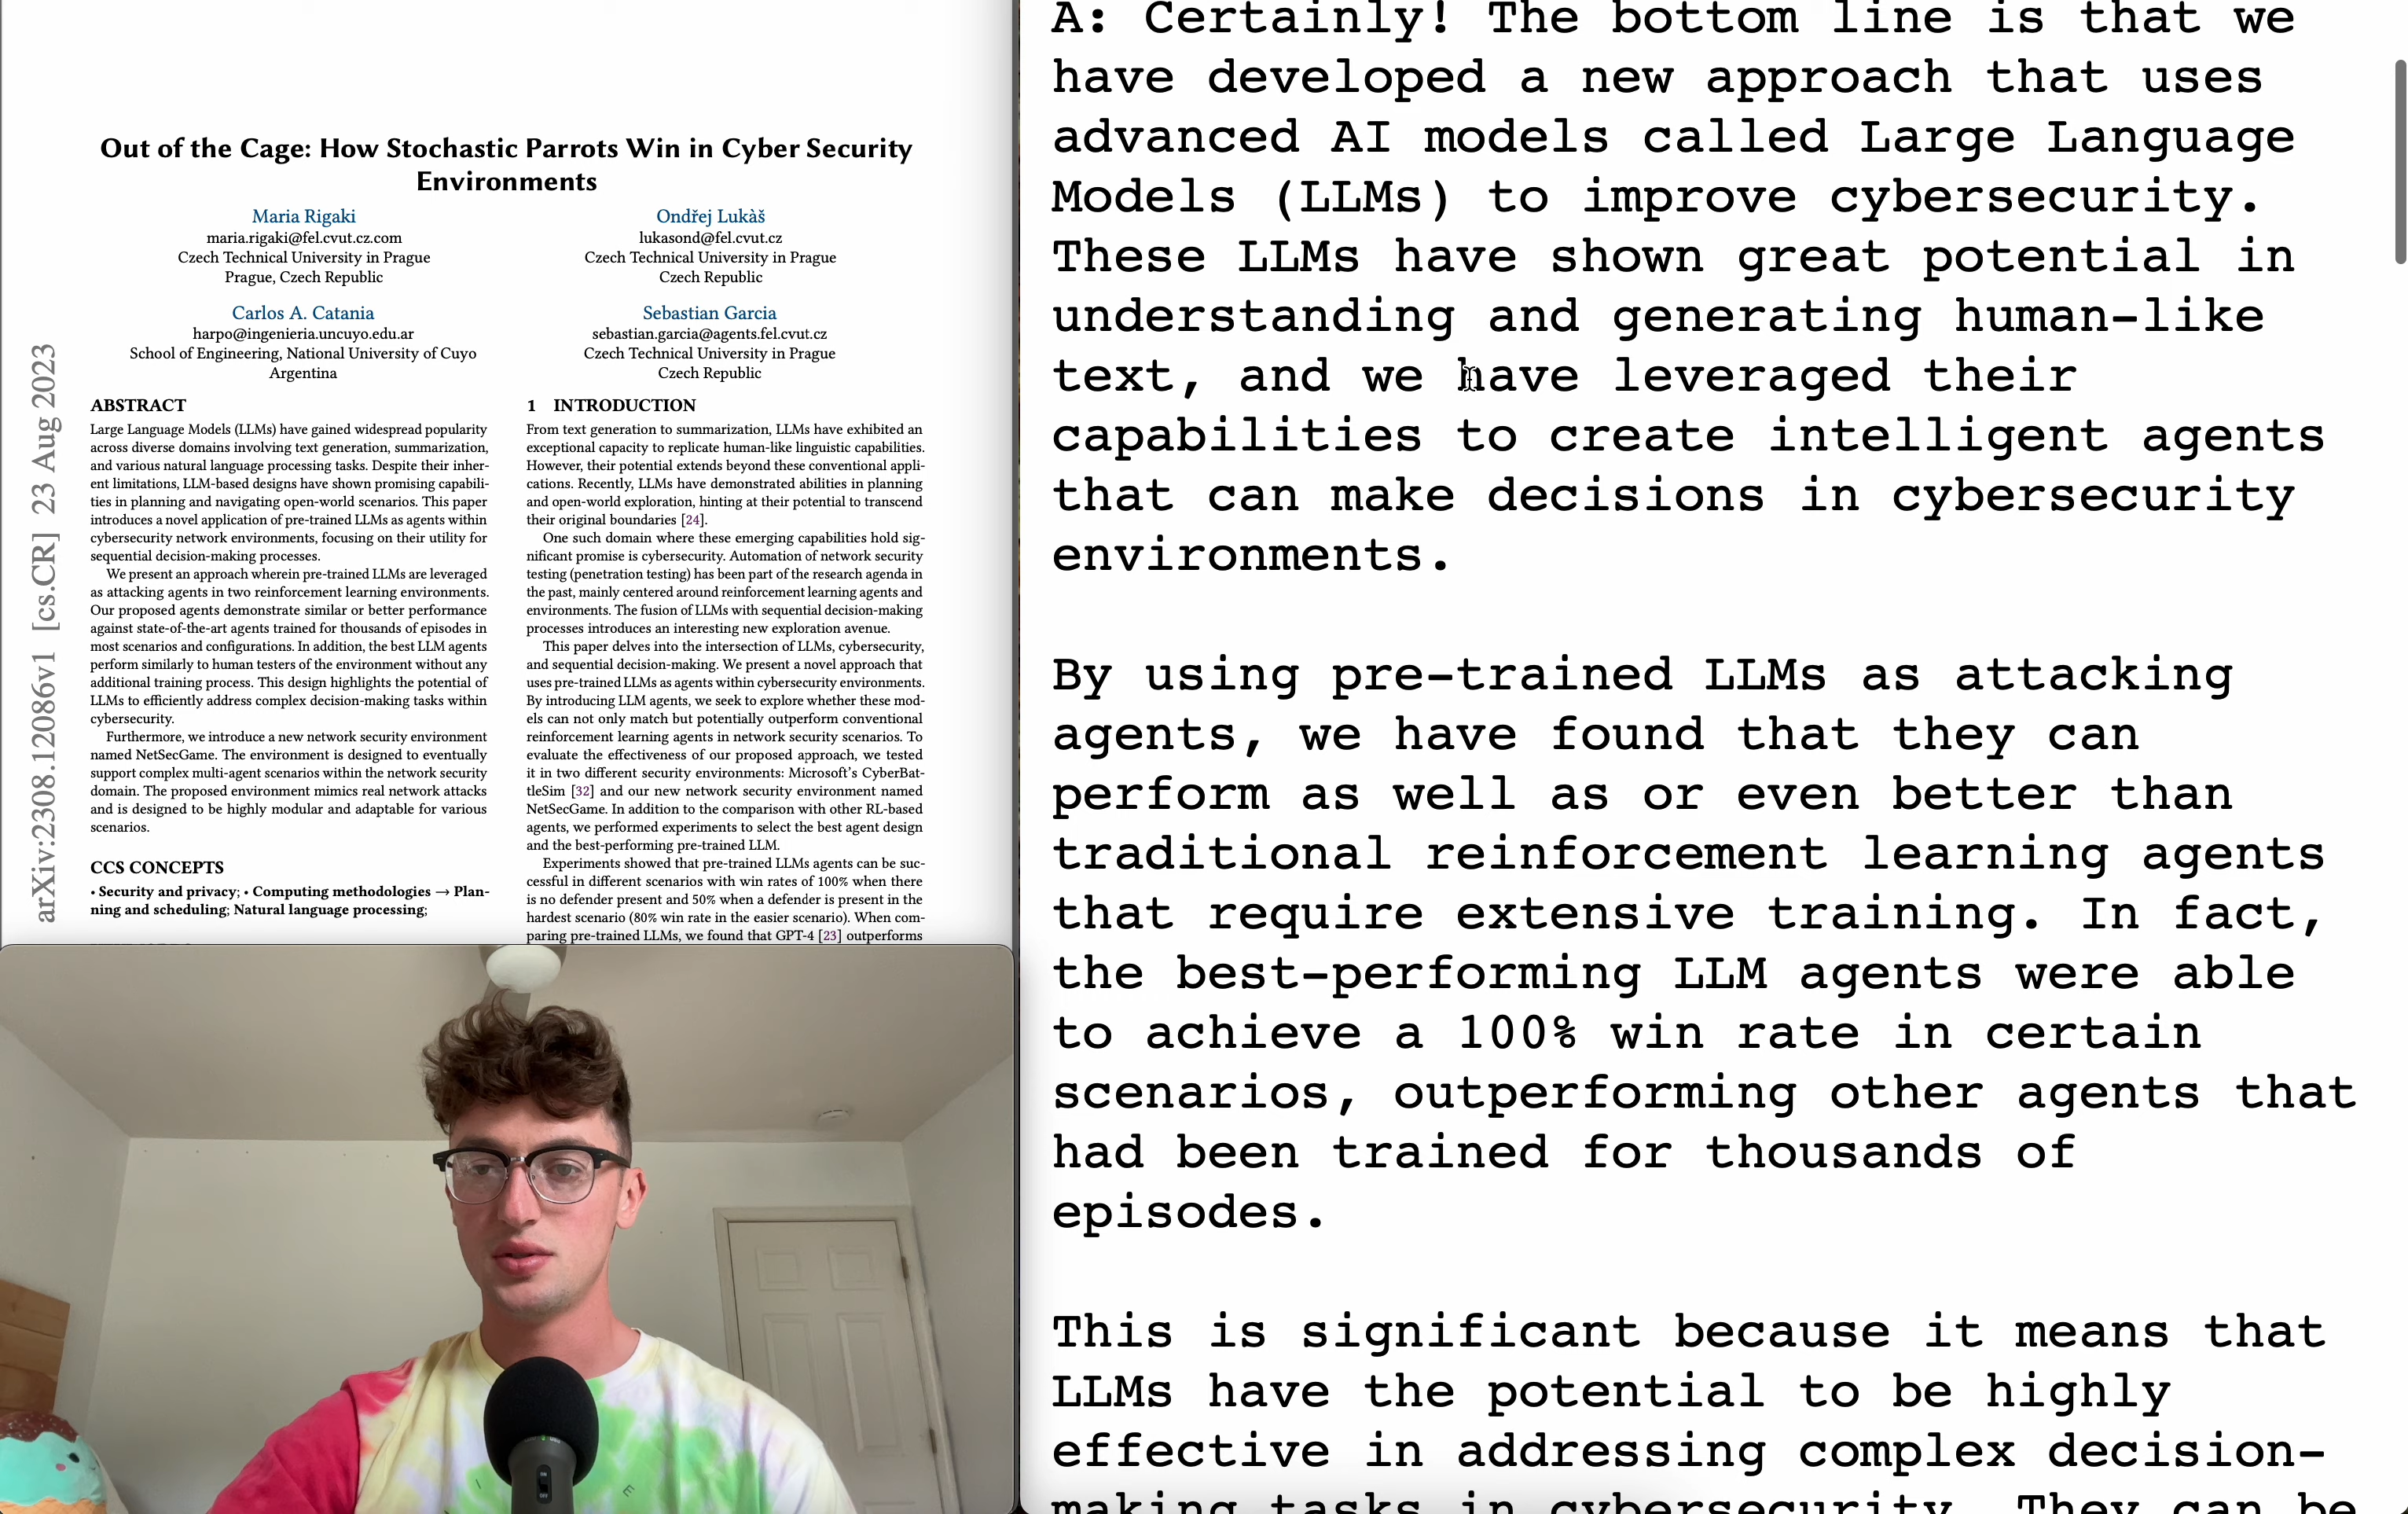 Out of the Cage: How Stochastic Parrots Win in Cyber Security
Environments
Maria Rigaki
maria.rigaki@fel.cvut.cz.com
Czech Technical University in Prague
Prague, Czech Republic
Ondřej Lukàš
lukasond@fel.cvut.cz
Czech Technical University in Prague
Czech Republic
Carlos A. Catania
harpo@ingenieria.uncuyo.edu.ar
School of Engineering, National University of Cuyo
Argentina
Sebastian Garcia
sebastian.garcia@agents.fel.cvut.cz
Czech Technical University in Prague
Czech Republic
arXiv:2308.12086v1 [cs.CR] 23 Aug 2023
ABSTRACT
Large Language Models (LLMs) have gained widespread popularity
across diverse domains involving text generation, summarization,
and various natural language processing tasks. Despite their inher-
ent limitations, LLM-based designs have shown promising capabili-
ties in planning and navigating open-world scenarios. This paper
introduces a novel application of pre-trained LLMs as agents within
cybersecurity network environments, focusing on their utility for
sequential decision-making processes.
We present an approach wherein pre-trained LLMs are leveraged
as attacking agents in two reinforcement learning environments.
Our proposed agents demonstrate similar or better performance
against state-of-the-art agents trained for thousands of episodes in
most scenarios and configurations. In addition, the best LLM agents
perform similarly to human testers of the environment without any
additional training process. This design highlights the potential of
LLMs to efficiently address complex decision-making tasks within
cybersecurity.
Furthermore, we introduce a new network security environment
named NetSecGame. The environment is designed to eventually
support complex multi-agent scenarios within the network security
domain. The proposed environment mimics real network attacks
and is designed to be highly modular and adaptable for various
scenarios.
CCS CONCEPTS
• Security and privacy; • Computing methodologies → Plan-
ning and scheduling; Natural language processing;
1 INTRODUCTION
From text generation to summarization, LLMs have exhibited an
exceptional capacity to replicate human-like linguistic capabilities.
However, their potential extends beyond these conventional appli-
cations. Recently, LLMs have demonstrated abilities in planning
and open-world exploration, hinting at their potential to transcend
their original boundaries [24].
One such domain where these emerging capabilities hold sig-
nificant promise is cybersecurity. Automation of network security
testing (penetration testing) has been part of the research agenda in
the past, mainly centered around reinforcement learning agents and
environments. The fusion of LLMs with sequential decision-making
processes introduces an interesting new exploration avenue.
This paper delves into the intersection of LLMs, cybersecurity,
and sequential decision-making. We present a novel approach that
uses pre-trained LLMs as agents within cybersecurity environments.
By introducing LLM agents, we seek to explore whether these mod-
els can not only match but potentially outperform conventional
reinforcement learning agents in network security scenarios. To
evaluate the effectiveness of our proposed approach, we tested
it in two different security environments: Microsoft's CyberBat-
tleSim [32] and our new network security environment named
NetSecGame. In addition to the comparison with other RL-based
agents, we performed experiments to select the best agent design
and the best-performing pre-trained LLM.
Experiments showed that pre-trained LLMs agents can be suc-
cessful in different scenarios with win rates of 100% when there
is no defender present and 50% when a defender is present in the
hardest scenario (80% win rate in the easier scenario). When com-
paring pre-trained LLMs, we found that GPT-4 [23] outperforms
A: Certainly! The bottom line is that we
have developed a new approach that uses
advanced AI models called Large Language
Models (LLMs) to improve cybersecurity.
These LLMs have shown great potential in
understanding and generating human-like
text, and we have leveraged their
capabilities to create intelligent agents
that can make decisions in cybersecurity
environments.
By using pre-trained LLMs as attacking
agents, we have found that they can
perform as well as or even better than
traditional reinforcement learning agents
that require extensive training. In fact,
the best-performing LLM agents were able
to achieve a 100% win rate in certain
scenarios, outperforming other agents that
had been trained for thousands of
episodes.
This is significant because it means that
LLMs have the potential to be highly
effective in addressing complex decision-
making tasks in cybersecurity. They can be